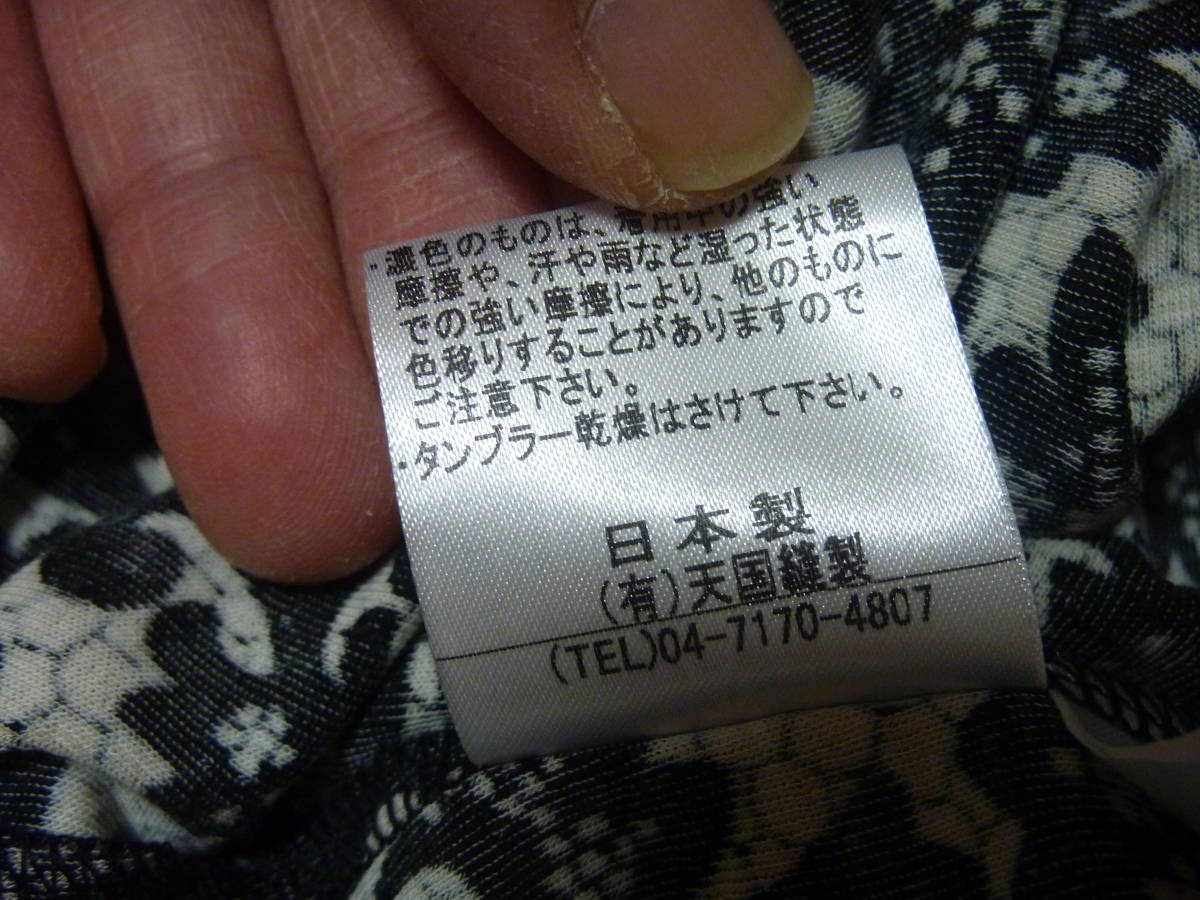 ・濃色のものは、着用中の強い
摩擦や、汗や雨など湿った状態
での強い摩擦により、他のものに
色移りすることがありますので
ご注意下さい。
・タンブラー乾燥はさけて下さい。
日本製
(有)天国縫製
(TEL)04-7170-4807